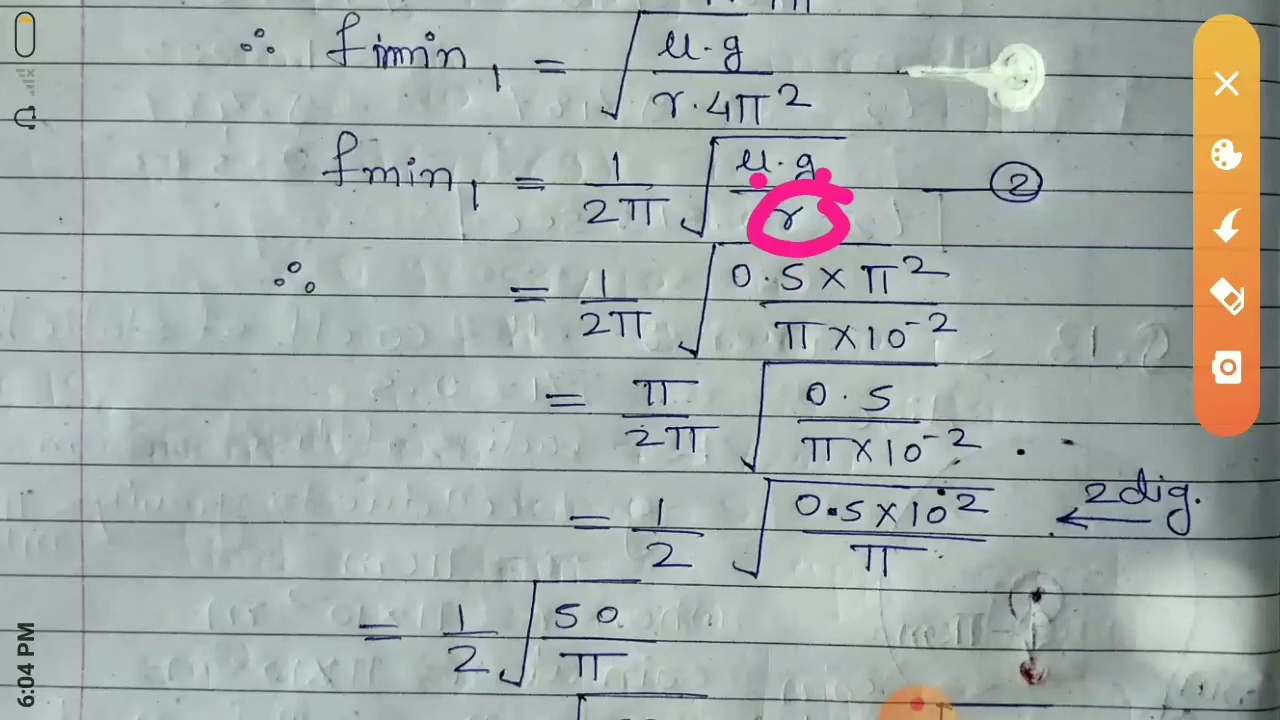 ∴ fmin₁ = √(μ·g / r·4π²)
fmin₁ = 1/2π √(μ·g / r) — ②
∴ = 1/2π √(0.5 × π² / π × 10⁻²)
= π/2π √(0.5 / π × 10⁻²)
= 1/2 √(0.5 × 10² / π) ← 2 dig.
= 1/2 √(50 / π)
6:04 PM